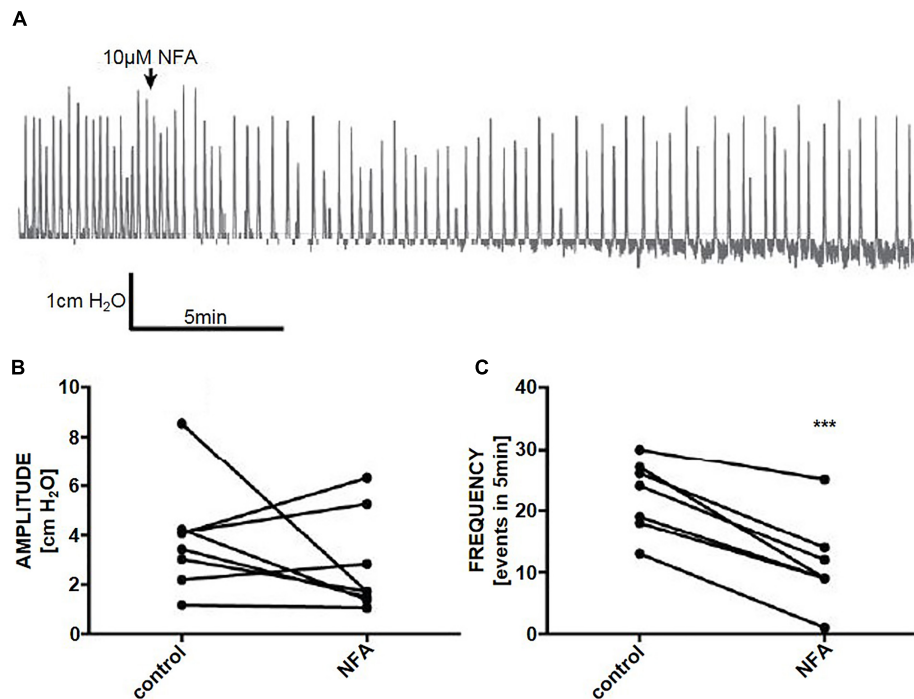 A
10µM NFA
1cm H₂O
5min
B
AMPLITUDE
[cm H₂O]
10
8
6
4
2
0
control
NFA
C
FREQUENCY
[events in 5min]
40
30
20
10
0
***
control
NFA